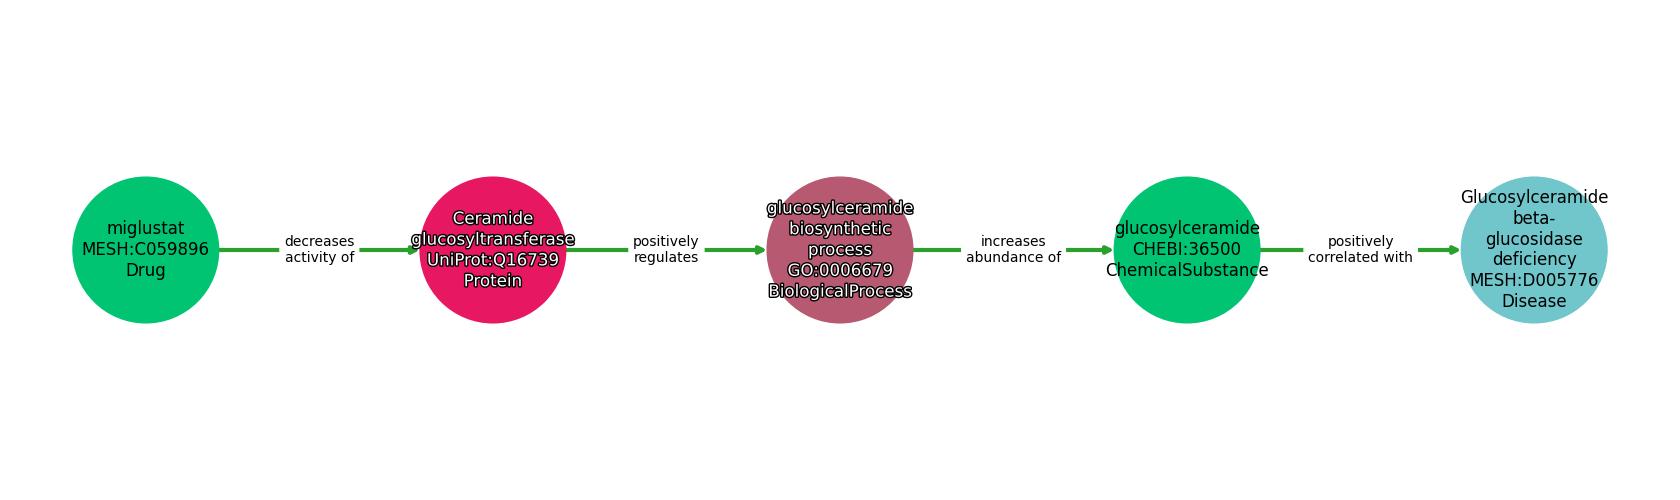 miglustat
MESH:C059896
Drug
decreases
activity of
Ceramide
glucosyltransferase
UniProt:Q16739
Protein
positively
regulates
glucosylceramide
biosynthetic
process
GO:0006679
BiologicalProcess
increases
abundance of
glucosylceramide
CHEBI:36500
ChemicalSubstance
positively
correlated with
Glucosylceramide
beta-
glucosidase
deficiency
MESH:D005776
Disease